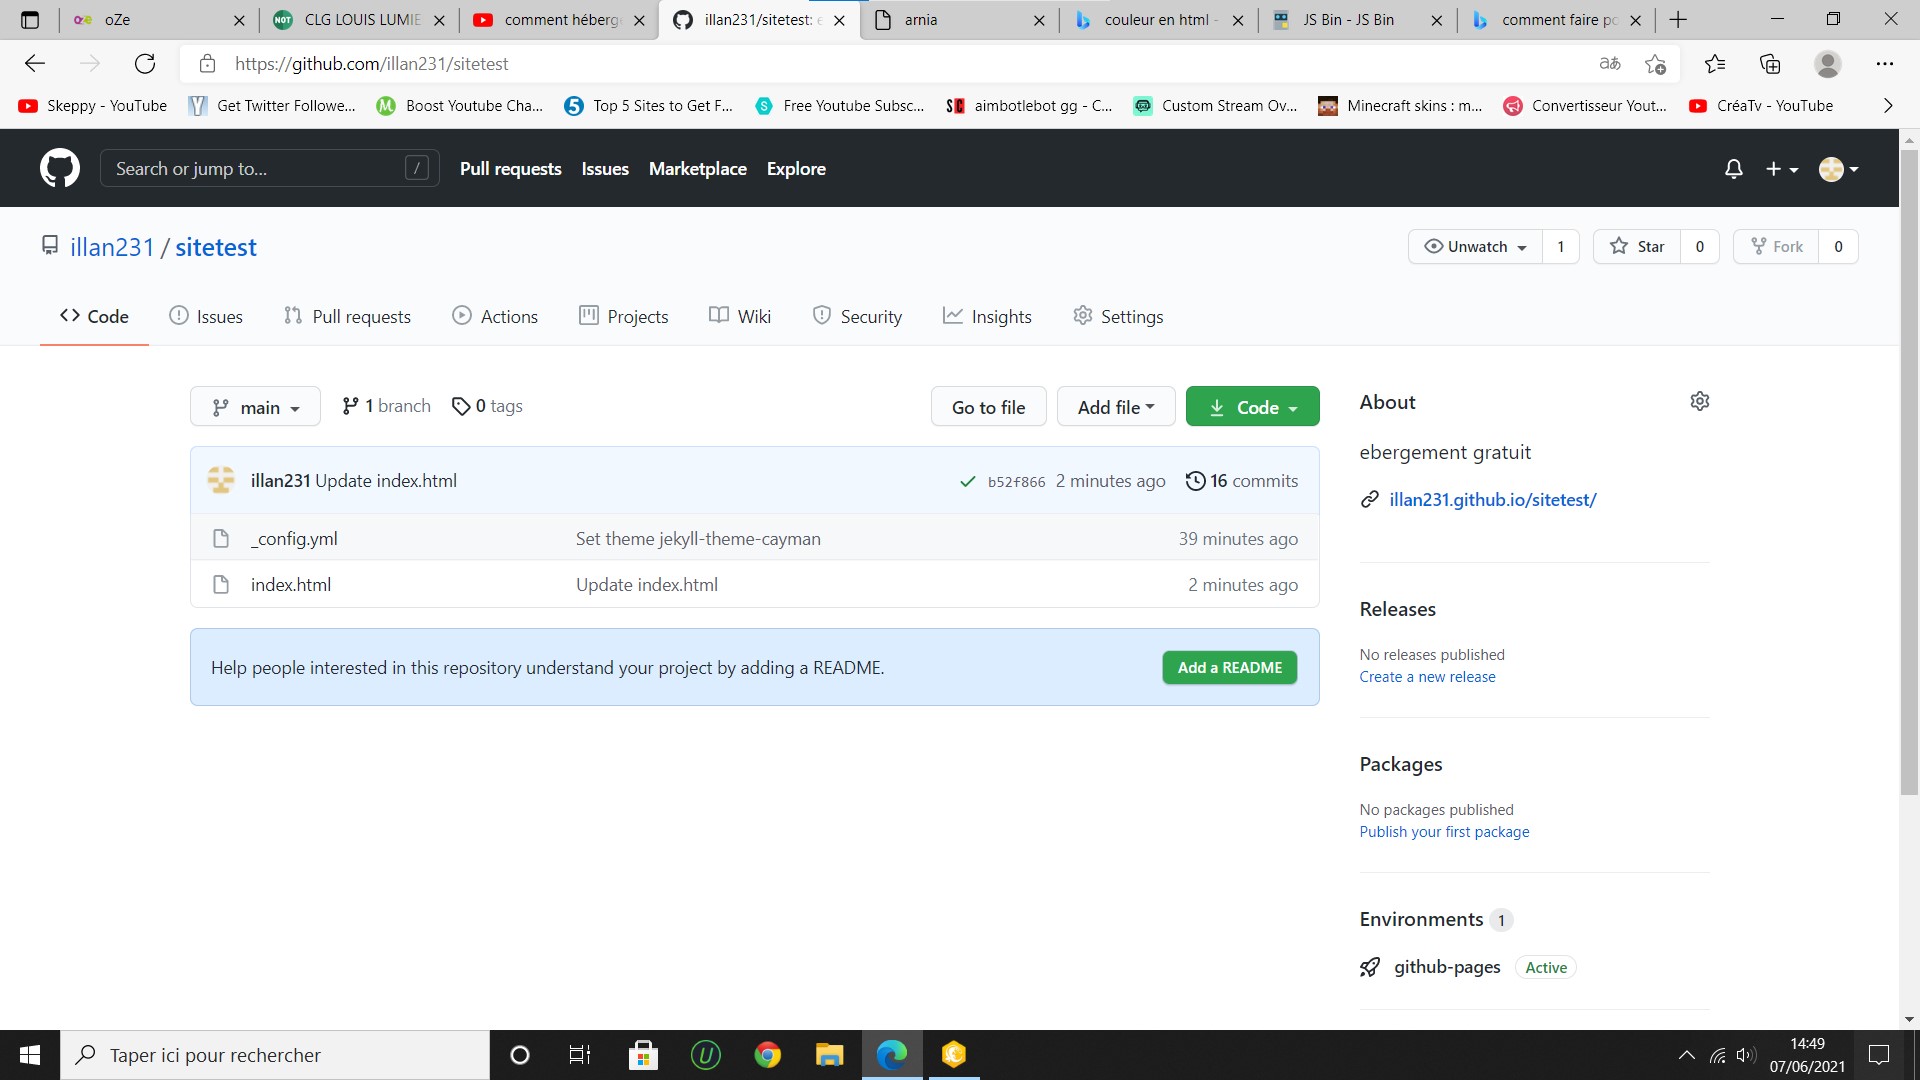 oZe
CLG LOUIS LUMIE
comment héberg
illan231/sitetest:
arnia
couleur en html -
JS Bin - JS Bin
comment faire po
https://github.com/illan231/sitetest
Skeppy - YouTube
Get Twitter Followe...
Boost Youtube Cha...
Top 5 Sites to Get F...
Free Youtube Subsc...
aimbotlebot gg - C...
Custom Stream Ov...
Minecraft skins : m...
Convertisseur Yout...
CréaTv - YouTube
Search or jump to... /
Pull requests Issues Marketplace Explore
illan231 / sitetest
Unwatch 1 Star 0 Fork 0
Code Issues Pull requests Actions Projects Wiki Security Insights Settings
main 1 branch 0 tags Go to file Add file Code
illan231 Update index.html b52f866 2 minutes ago 16 commits
_config.yml Set theme jekyll-theme-cayman 39 minutes ago
index.html Update index.html 2 minutes ago
Help people interested in this repository understand your project by adding a README. Add a README
About
ebergement gratuit
illan231.github.io/sitetest/
Releases
No releases published
Create a new release
Packages
No packages published
Publish your first package
Environments 1
github-pages Active
Taper ici pour rechercher
14:49
07/06/2021